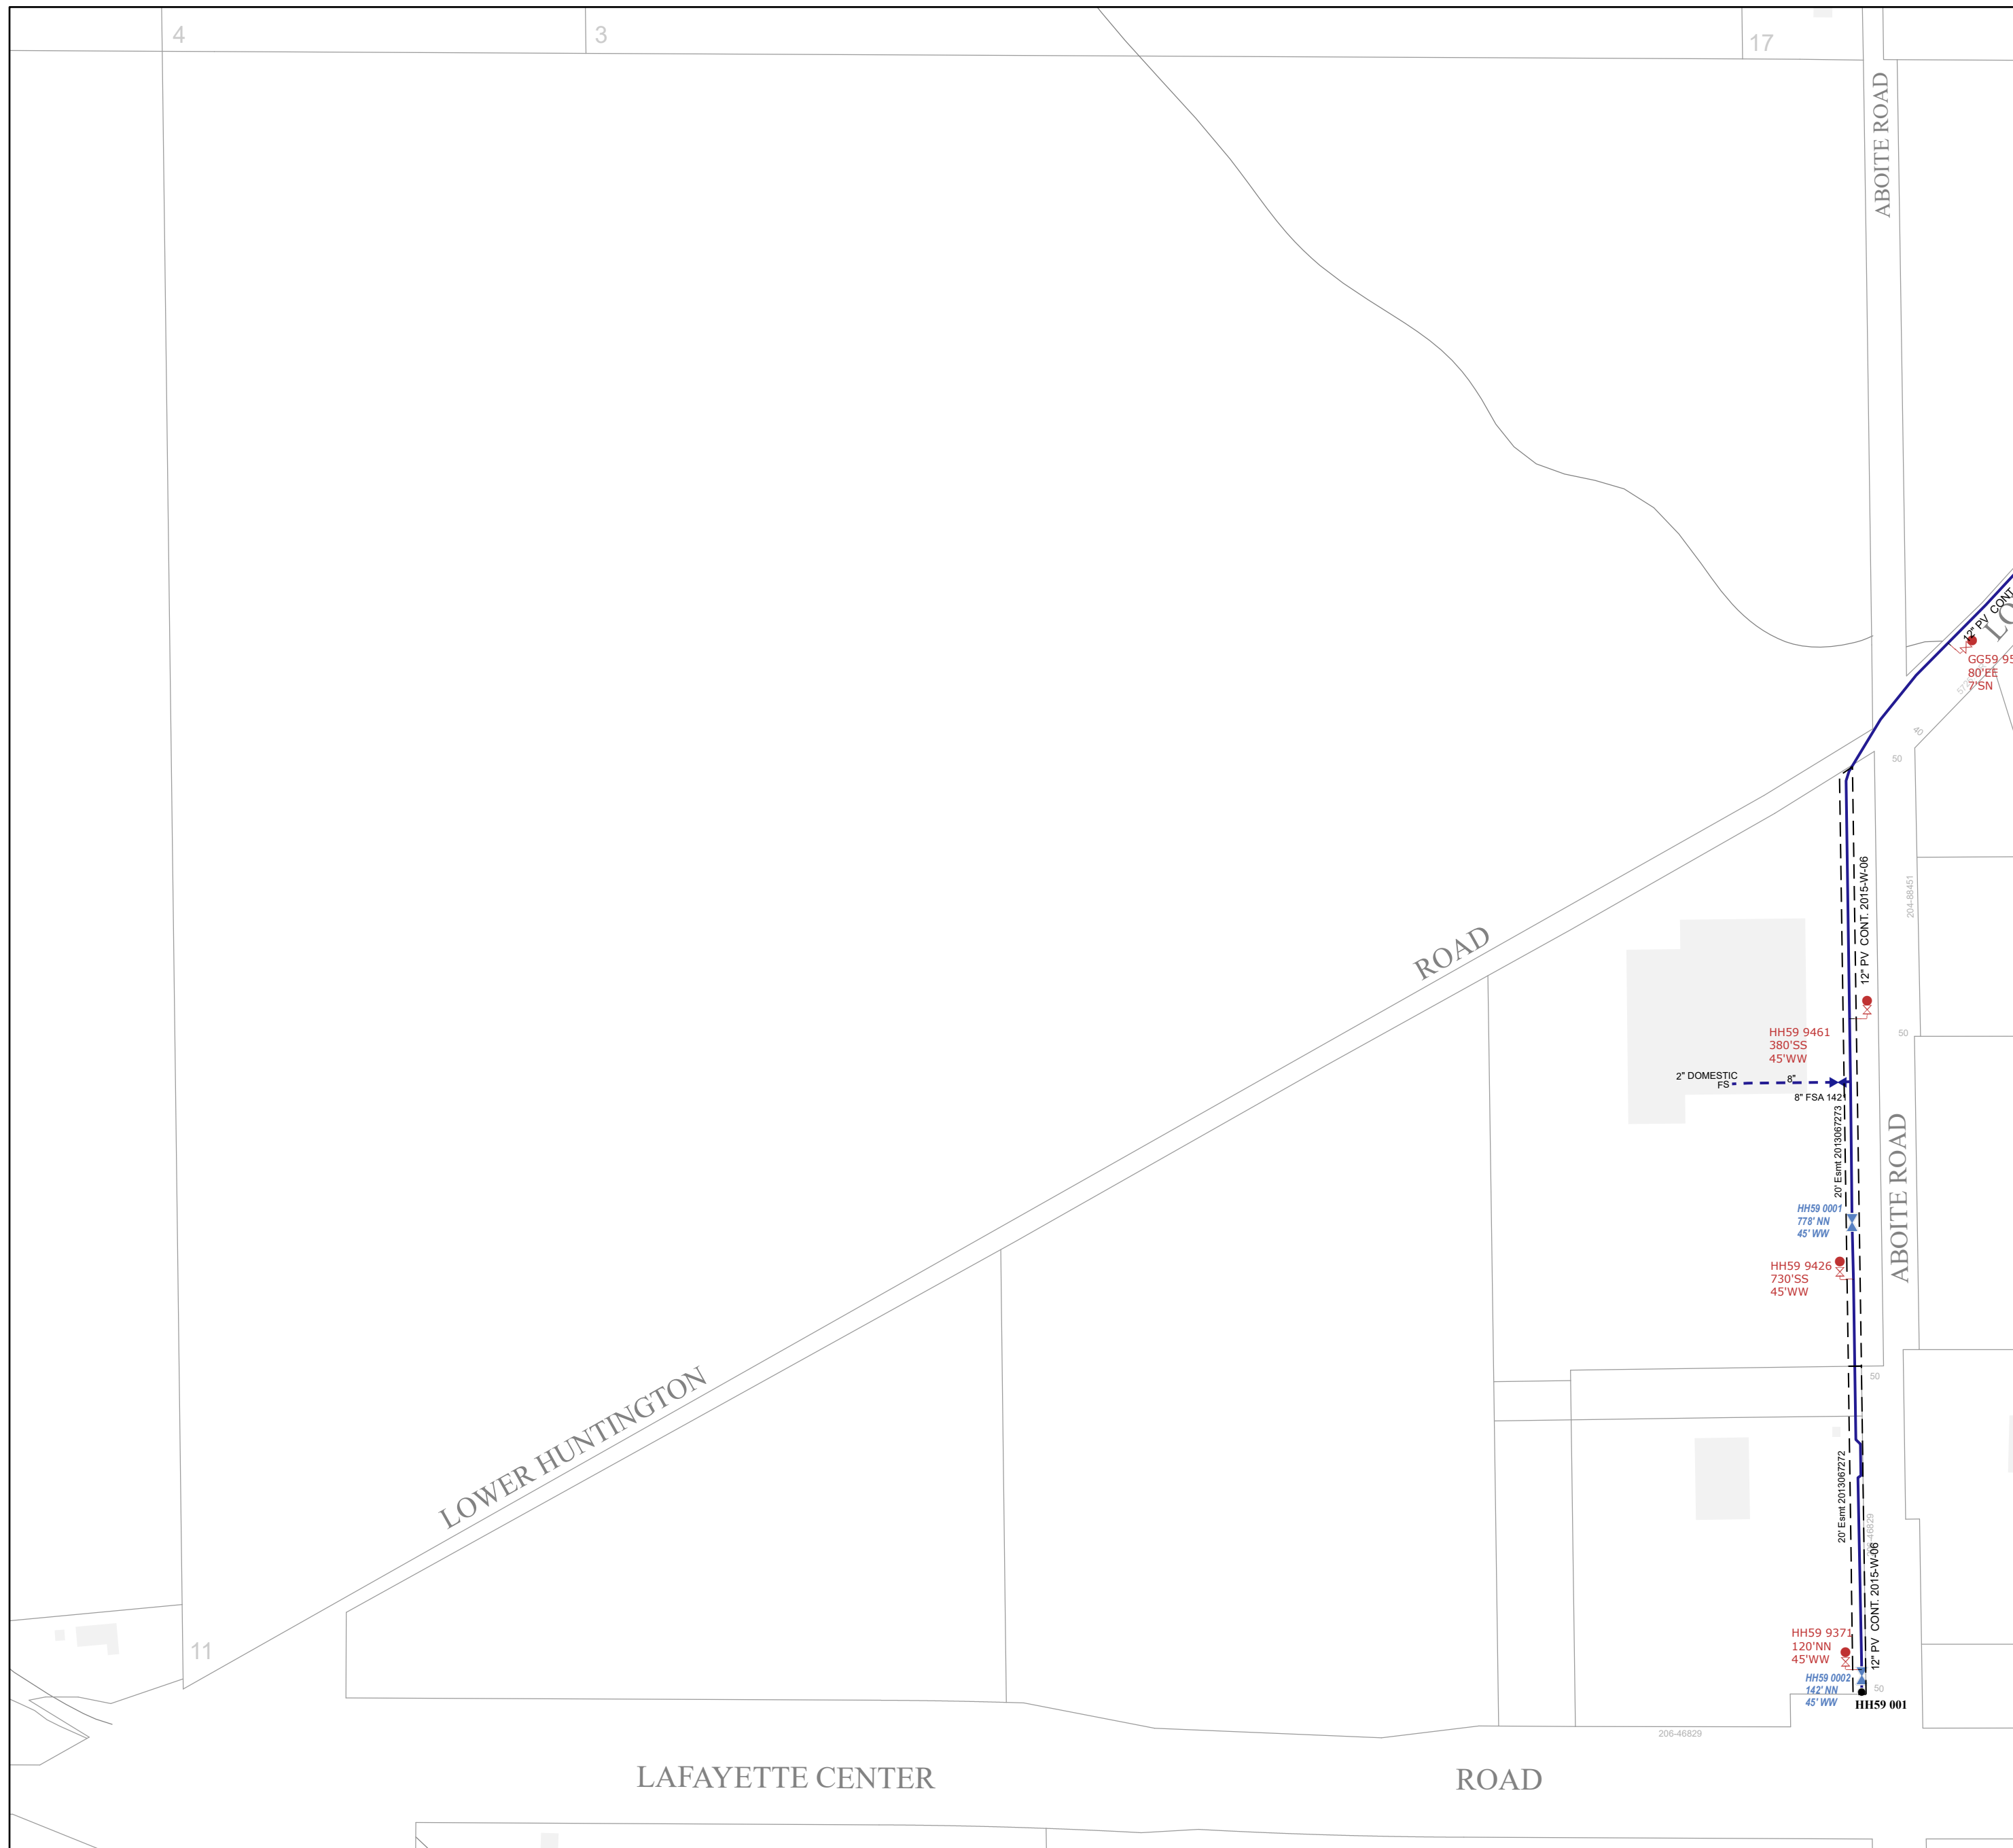 4
3
17
ABOITE ROAD
12" PV CONT
LO
GG59 95
80'EE
7'SN
40
50
12" PV CONT. 2015-W-06
204-88451
ROAD
HH59 9461
380'SS
45'WW
50
2" DOMESTIC
FS
8"
8" FSA 142
20' Esmt 2013067273
ABOITE ROAD
HH59 0001
778' NN
45' WW
HH59 9426
730'SS
45'WW
50
LOWER HUNTINGTON
20' Esmt 2013067272
-46829
12" PV CONT. 2015-W-06
11
HH59 9371
120'NN
45'WW
HH59 0002
142' NN
45' WW
50
HH59 001
206-46829
LAFAYETTE CENTER ROAD